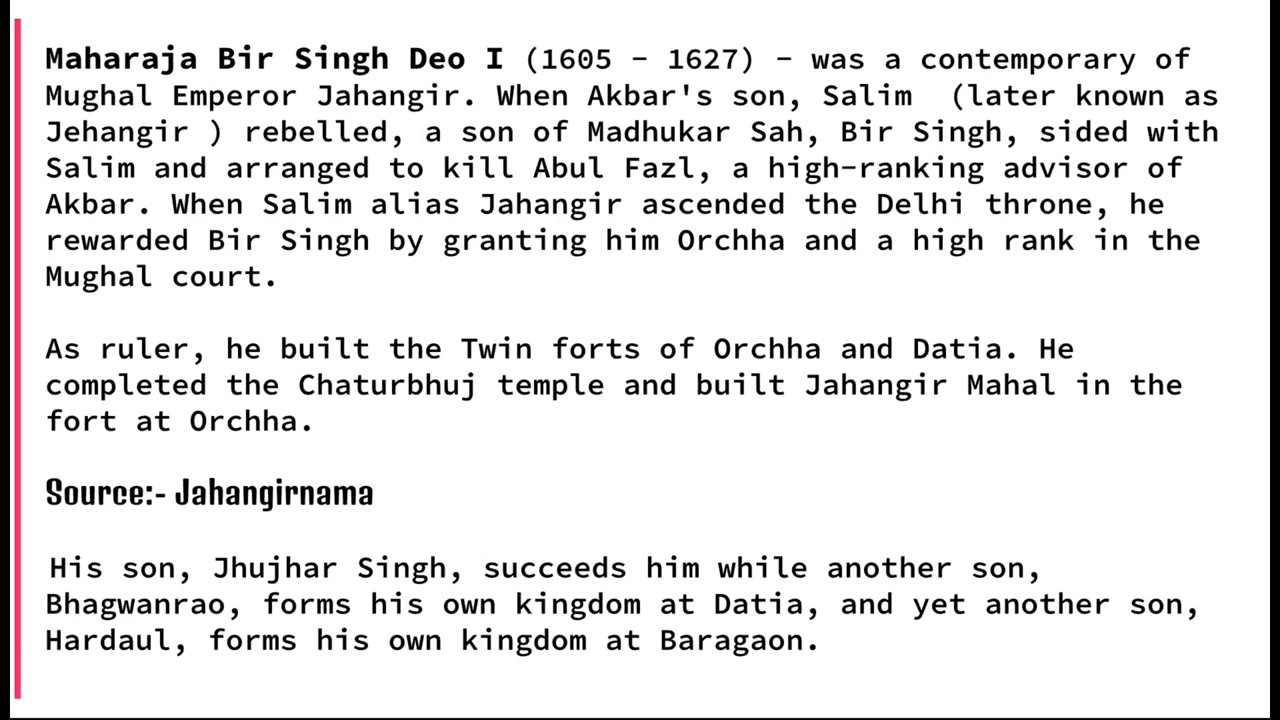 Maharaja Bir Singh Deo I (1605 - 1627) - was a contemporary of
Mughal Emperor Jahangir. When Akbar's son, Salim  (later known as
Jehangir ) rebelled, a son of Madhukar Sah, Bir Singh, sided with
Salim and arranged to kill Abul Fazl, a high-ranking advisor of
Akbar. When Salim alias Jahangir ascended the Delhi throne, he
rewarded Bir Singh by granting him Orchha and a high rank in the
Mughal court.
As ruler, he built the Twin forts of Orchha and Datia. He
completed the Chaturbhuj temple and built Jahangir Mahal in the
fort at Orchha.
Source:- Jahangirnama
His son, Jhujhar Singh, succeeds him while another son,
Bhagwanrao, forms his own kingdom at Datia, and yet another son,
Hardaul, forms his own kingdom at Baragaon.